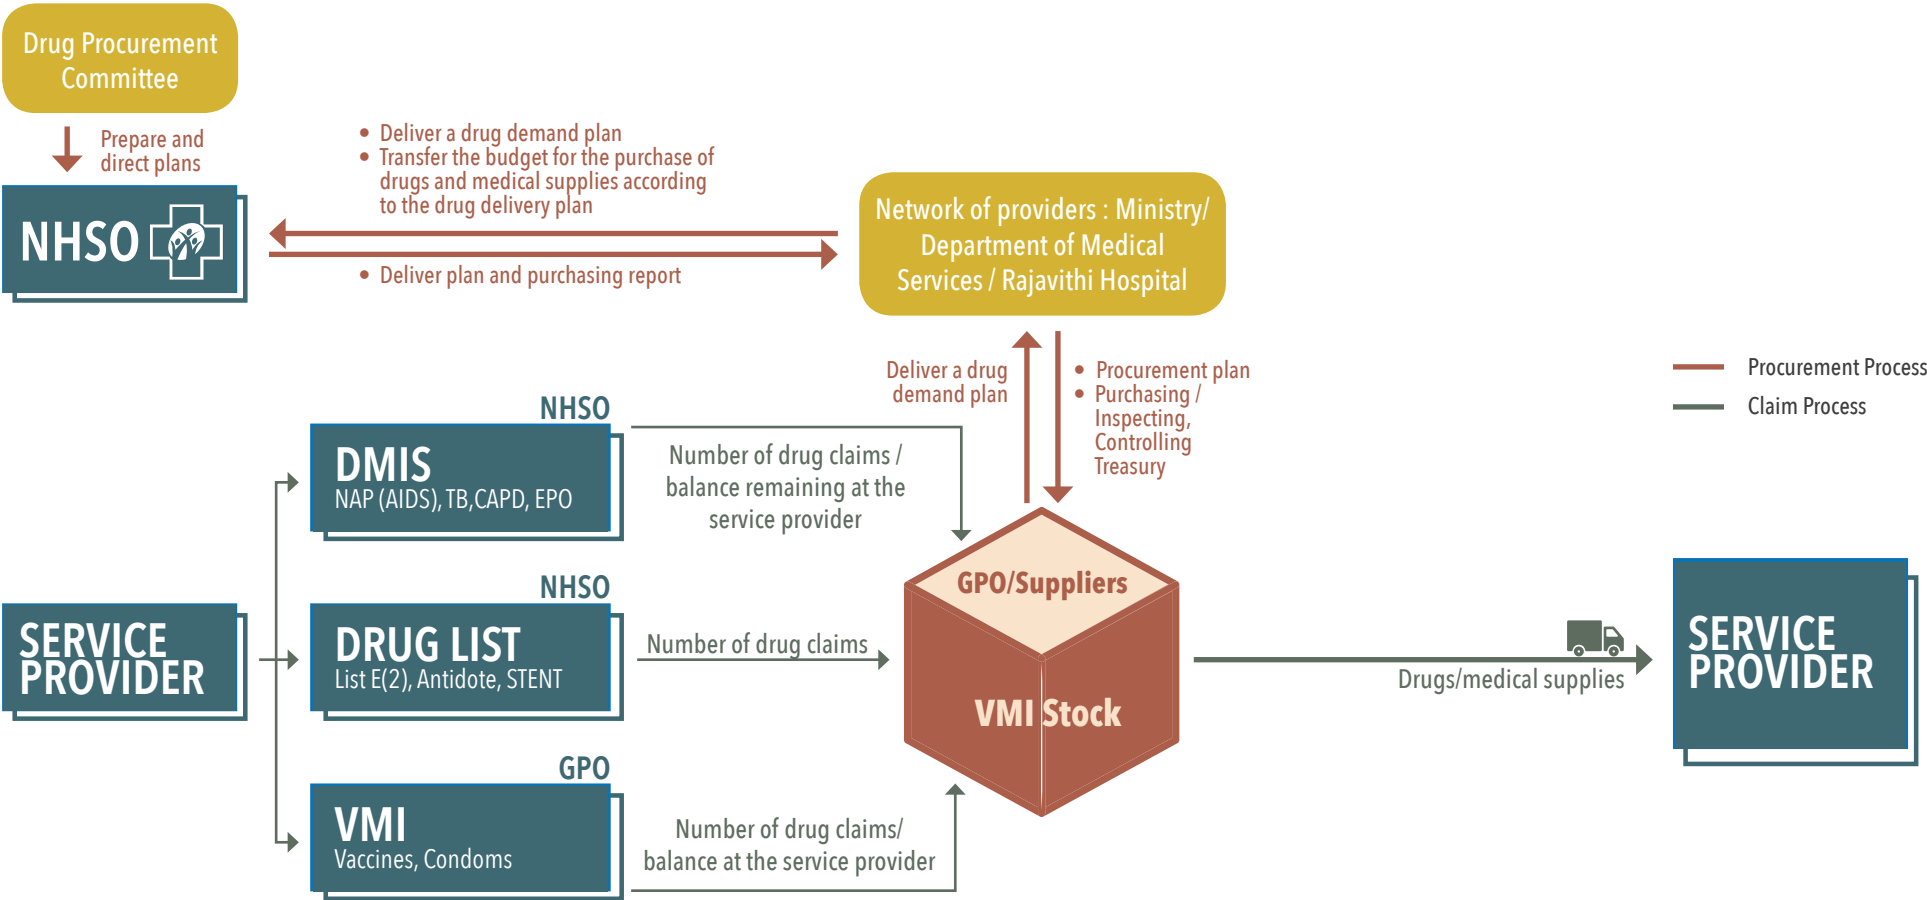 Drug Procurement
Committee
Prepare and
direct plans
NHSO
• Deliver a drug demand plan
• Transfer the budget for the purchase of
drugs and medical supplies according
to the drug delivery plan
• Deliver plan and purchasing report
Network of providers : Ministry/
Department of Medical
Services / Rajavithi Hospital
Deliver a drug
demand plan
• Procurement plan
• Purchasing /
Inspecting,
Controlling
Treasury
Procurement Process
Claim Process
SERVICE
PROVIDER
NHSO
DMIS
NAP (AIDS), TB,CAPD, EPO
Number of drug claims /
balance remaining at the
service provider
NHSO
DRUG LIST
List E(2), Antidote, STENT
Number of drug claims
GPO
VMI
Vaccines, Condoms
Number of drug claims/
balance at the service provider
GPO/Suppliers
VMI Stock
Drugs/medical supplies
SERVICE
PROVIDER